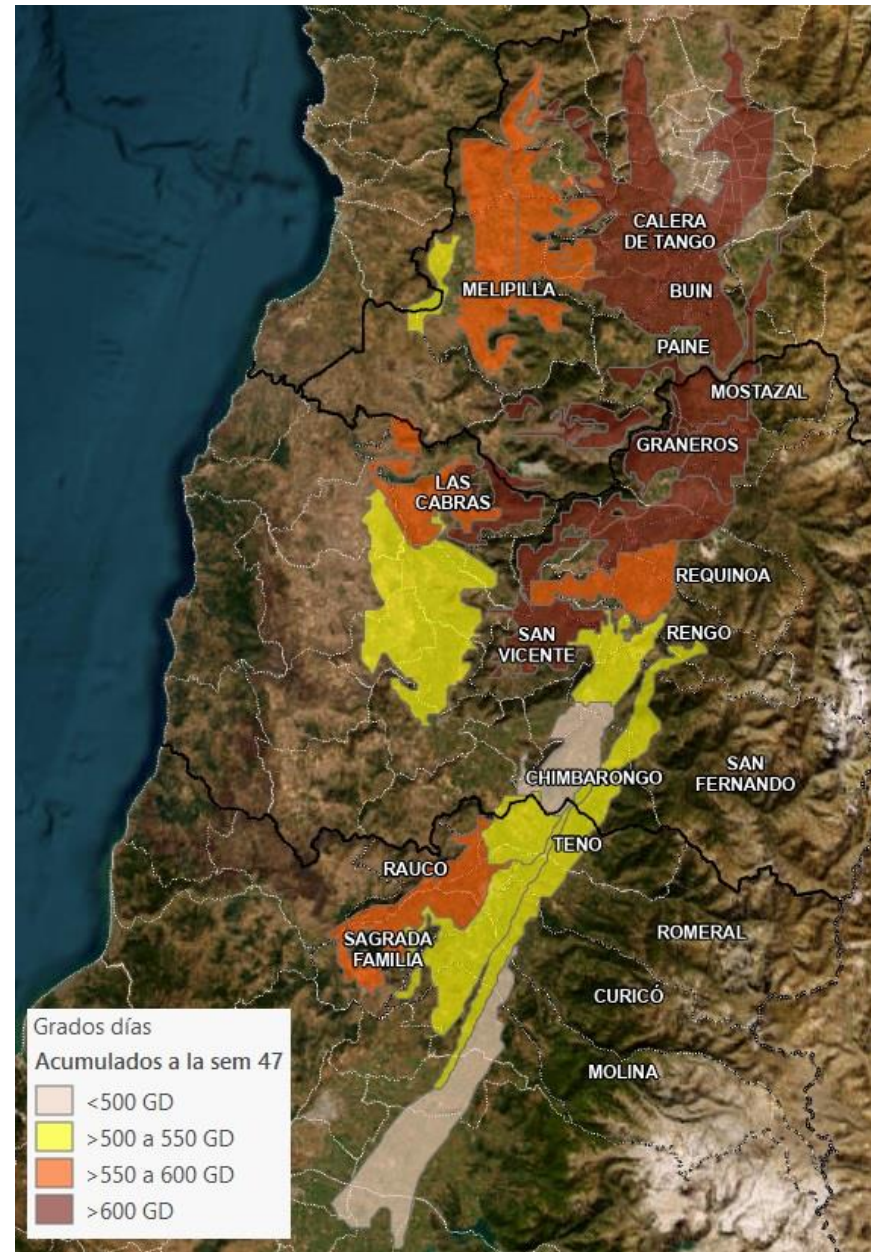 CALERA
DE TANGO
MELIPILLA
BUIN
PAINE
MOSTAZAL
GRANEROS
LAS
CABRAS
REQUINOA
SAN
VICENTE
RENGO
CHIMBARONGO
SAN
FERNANDO
TENO
RAUCO
SAGRADA
FAMILIA
ROMERAL
CURICÓ
MOLINA
Grados días
Acumulados a la sem 47
<500 GD
>500 a 550 GD
>550 a 600 GD
>600 GD